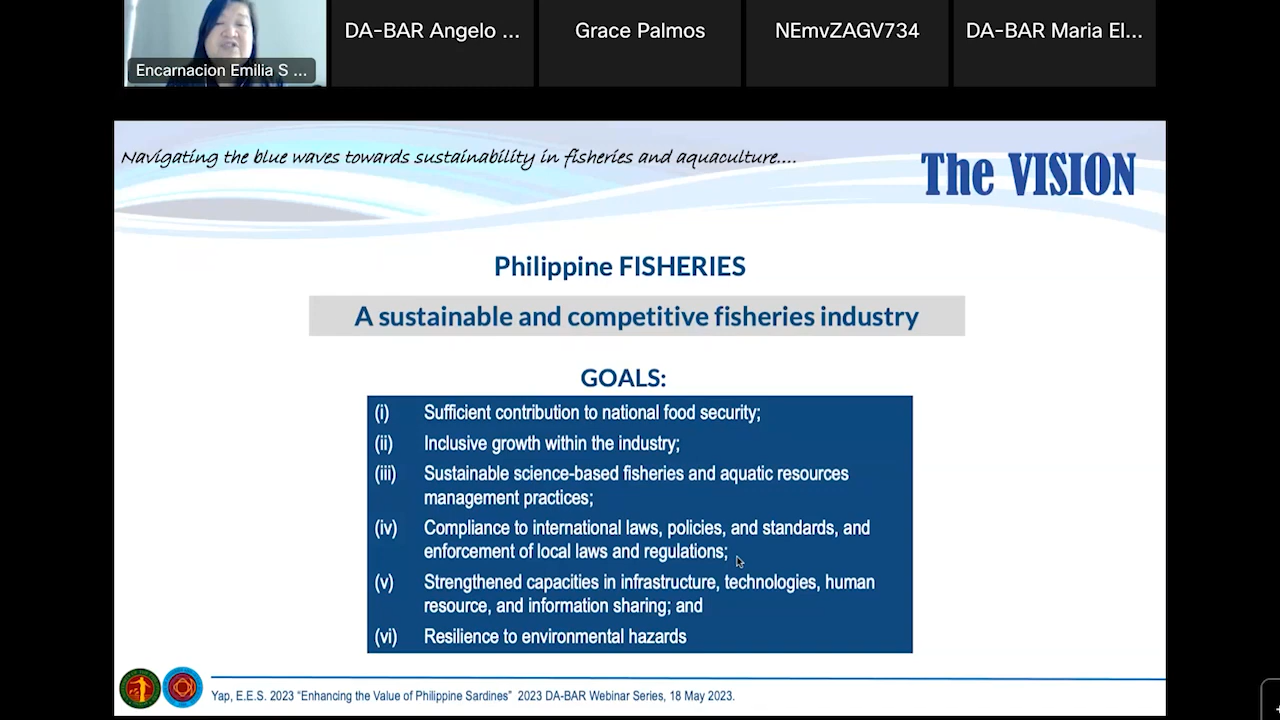 Encarnacion Emilia S ...
DA-BAR Angelo ...
Grace Palmos
NEmvZAGV734
DA-BAR Maria El...
Navigating the blue waves towards sustainability in fisheries and aquaculture....
The VISION
Philippine FISHERIES
A sustainable and competitive fisheries industry
GOALS:
(i) Sufficient contribution to national food security;
(ii) Inclusive growth within the industry;
(iii) Sustainable science-based fisheries and aquatic resources
management practices;
(iv) Compliance to international laws, policies, and standards, and
enforcement of local laws and regulations;
(v) Strengthened capacities in infrastructure, technologies, human
resource, and information sharing; and
(vi) Resilience to environmental hazards
Yap, E.E.S. 2023 “Enhancing the Value of Philippine Sardines” 2023 DA-BAR Webinar Series, 18 May 2023.